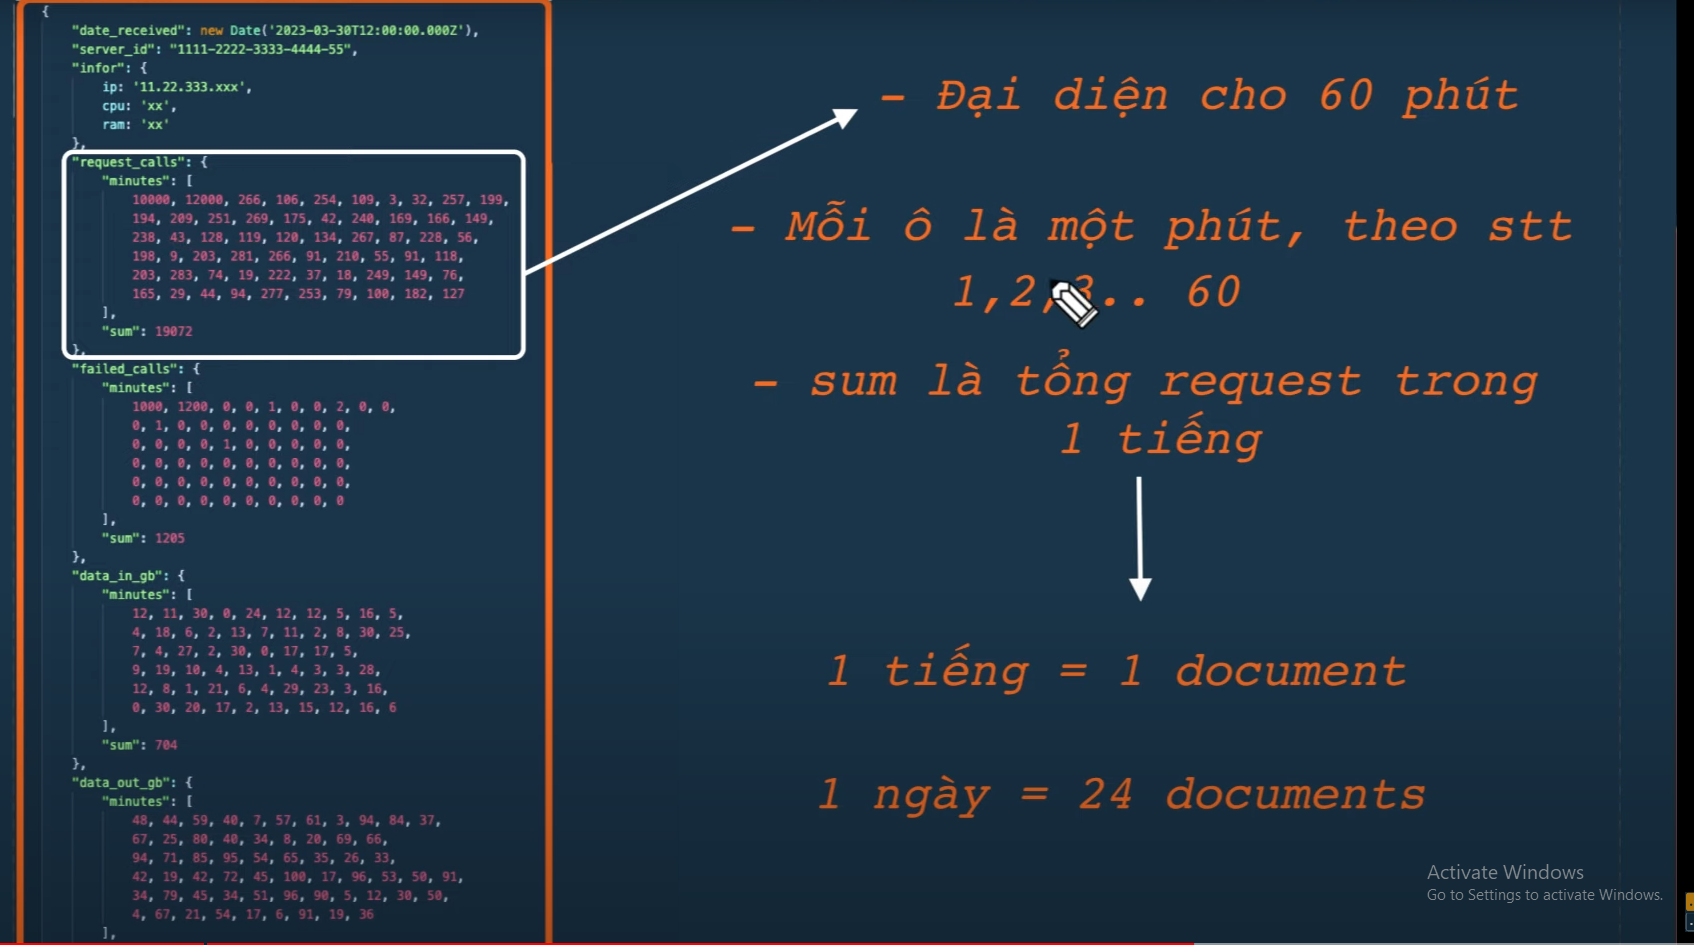 {
"date_received": new Date('2023-03-30T12:00:00.000Z'),
"server_id": "1111-2222-3333-4444-55",
"infor": {
ip: '11.22.333.xxx',
cpu: 'xx',
ram: 'xx'
},
"request_calls": {
"minutes": [
10000, 12000, 266, 106, 254, 109, 3, 32, 257, 199,
194, 209, 251, 269, 175, 42, 240, 169, 166, 149,
238, 43, 128, 119, 120, 134, 267, 87, 228, 56,
198, 9, 203, 281, 266, 91, 210, 55, 91, 118,
203, 283, 74, 19, 222, 37, 18, 249, 149, 76,
165, 29, 44, 94, 277, 253, 79, 100, 182, 127
],
"sum": 19072
},
"failed_calls": {
"minutes": [
1000, 1200, 0, 0, 1, 0, 0, 2, 0, 0,
0, 1, 0, 0, 0, 0, 0, 0, 0, 0,
0, 0, 0, 0, 1, 0, 0, 0, 0, 0,
0, 0, 0, 0, 0, 0, 0, 0, 0, 0,
0, 0, 0, 0, 0, 0, 0, 0, 0, 0,
0, 0, 0, 0, 0, 0, 0, 0, 0, 0
],
"sum": 1205
},
"data_in_gb": {
"minutes": [
12, 11, 30, 0, 24, 12, 12, 5, 16, 5,
4, 18, 6, 2, 13, 7, 11, 2, 8, 30, 25,
7, 4, 27, 2, 30, 0, 17, 17, 5,
9, 19, 10, 4, 13, 1, 4, 3, 3, 28,
12, 8, 1, 21, 6, 4, 29, 23, 3, 16,
0, 30, 20, 17, 2, 13, 15, 12, 16, 6
],
"sum": 704
},
"data_out_gb": {
"minutes": [
48, 44, 59, 40, 7, 57, 61, 3, 94, 84, 37,
67, 25, 80, 40, 34, 8, 20, 69, 66,
94, 71, 85, 95, 54, 65, 35, 26, 33,
42, 19, 42, 72, 45, 100, 17, 96, 53, 50, 91,
34, 79, 45, 34, 51, 96, 90, 5, 12, 30, 50,
4, 67, 21, 54, 17, 6, 91, 19, 36
],
- Đại diện cho 60 phút
- Mỗi ô là một phút, theo stt
1,2,3.. 60
- sum là tổng request trong
1 tiếng
1 tiếng = 1 document
1 ngày = 24 documents
Activate Windows
Go to Settings to activate Windows.